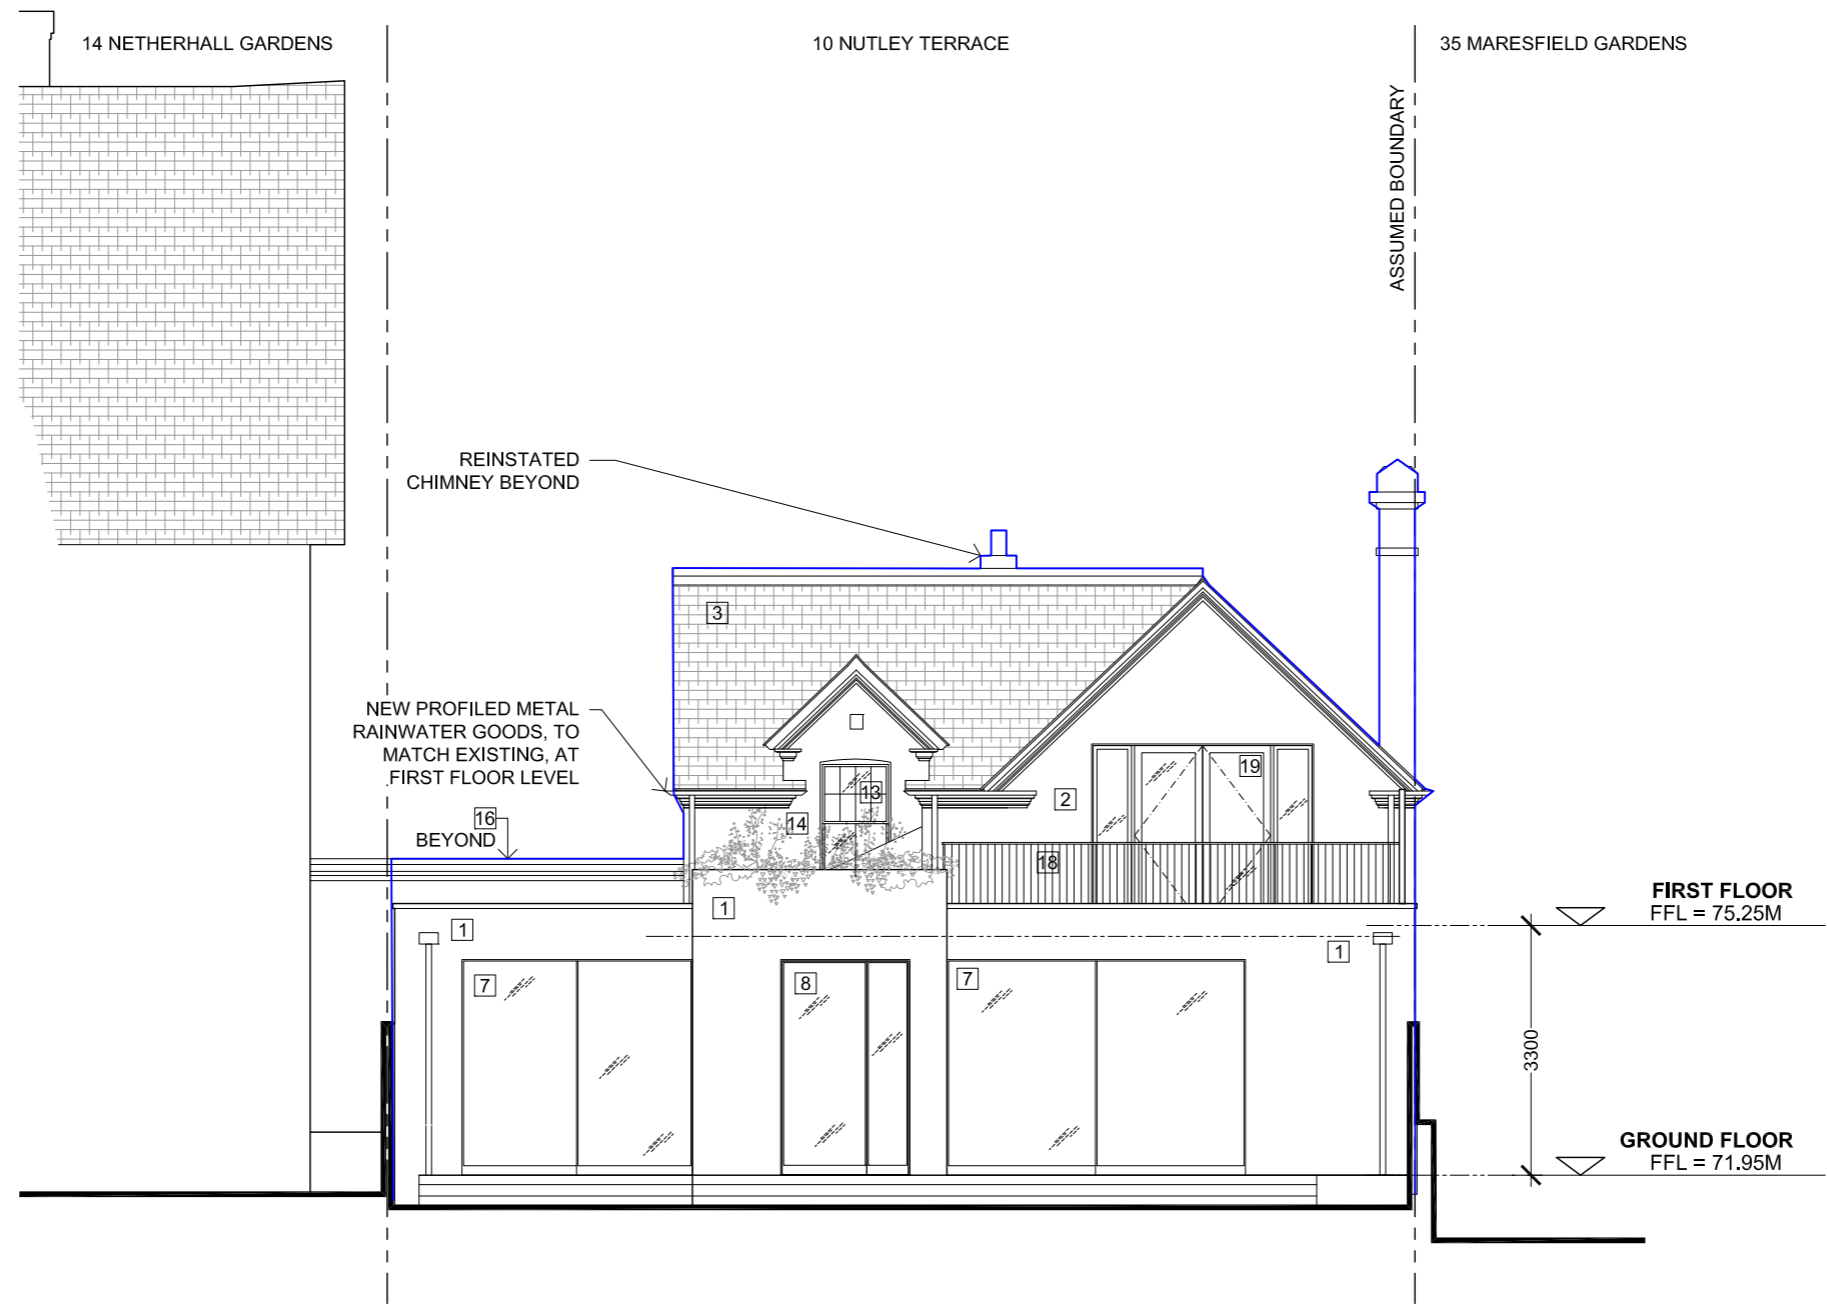 14 NETHERHALL GARDENS
10 NUTLEY TERRACE
35 MARESFIELD GARDENS
ASSUMED BOUNDARY
REINSTATED
CHIMNEY BEYOND
3
NEW PROFILED METAL
RAINWATER GOODS, TO
MATCH EXISTING, AT
FIRST FLOOR LEVEL
13
19
2
14
16
BEYOND
18
1
1
1
FIRST FLOOR
FFL = 75.25M
7
8
7
3300
GROUND FLOOR
FFL = 71.95M